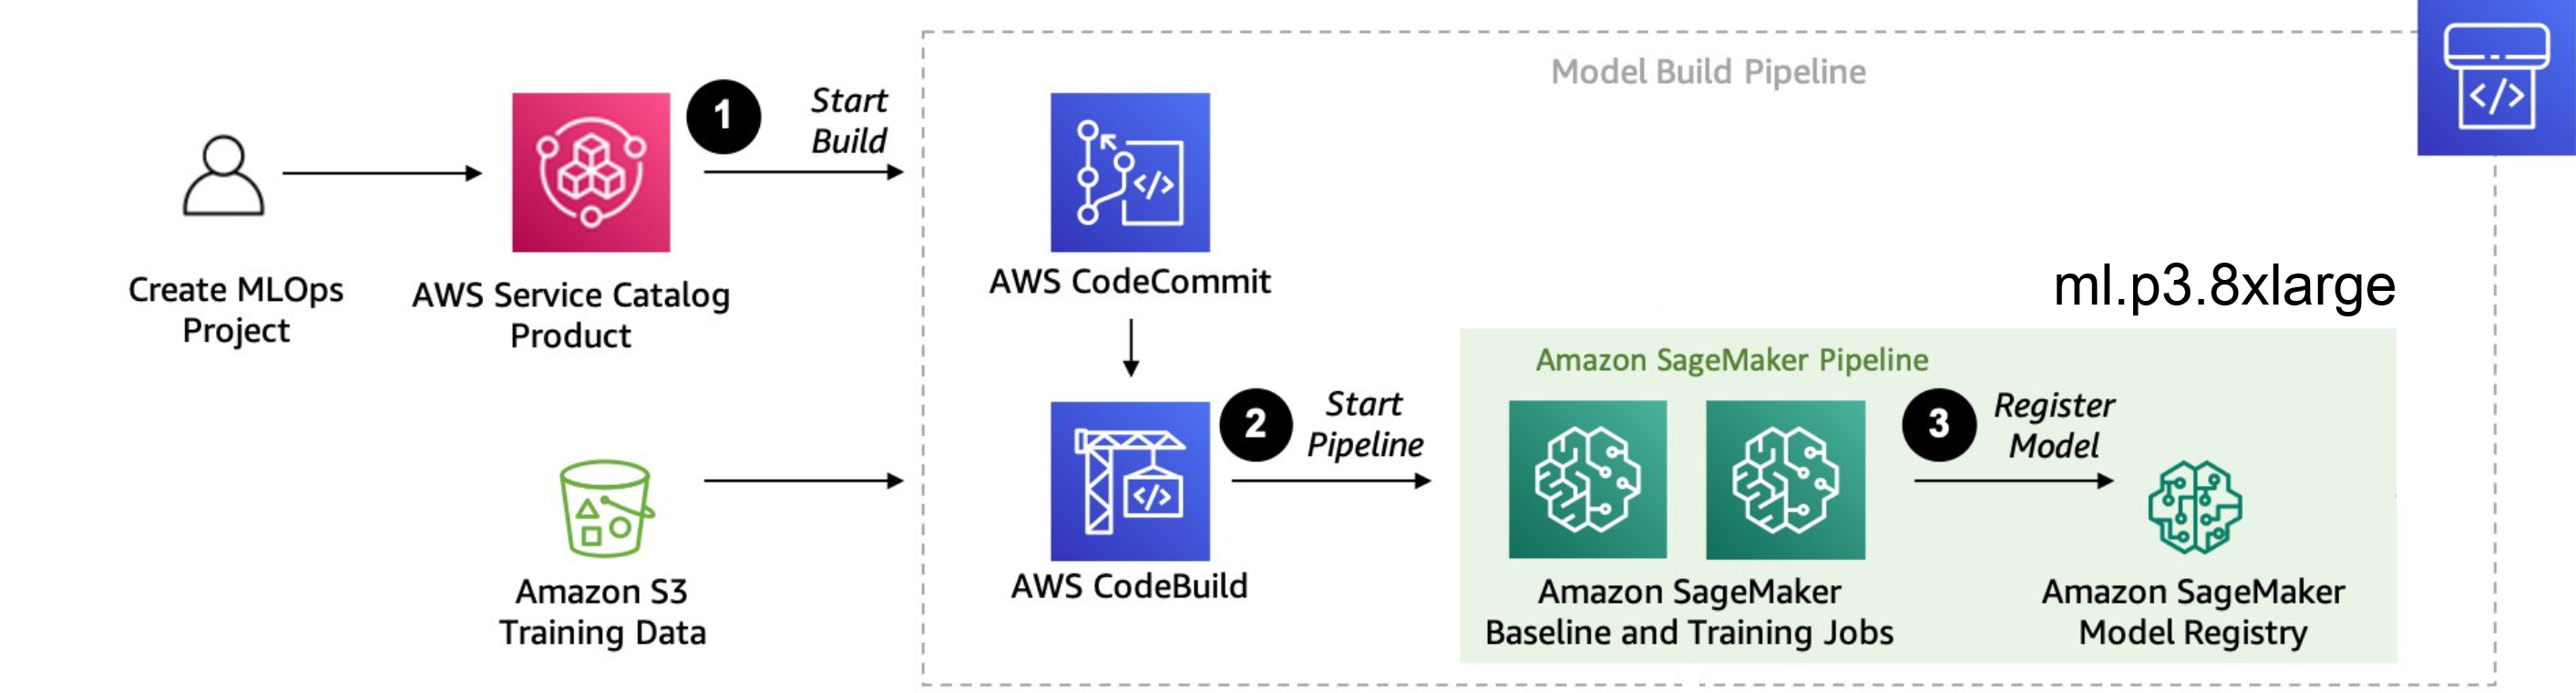 Model Build Pipeline
1
Start
Build
Create MLOps
Project
AWS Service Catalog
Product
AWS CodeCommit
ml.p3.8xlarge
Amazon SageMaker Pipeline
2
Start
Pipeline
3
Register
Model
Amazon S3
Training Data
AWS CodeBuild
Amazon SageMaker
Baseline and Training Jobs
Amazon SageMaker
Model Registry